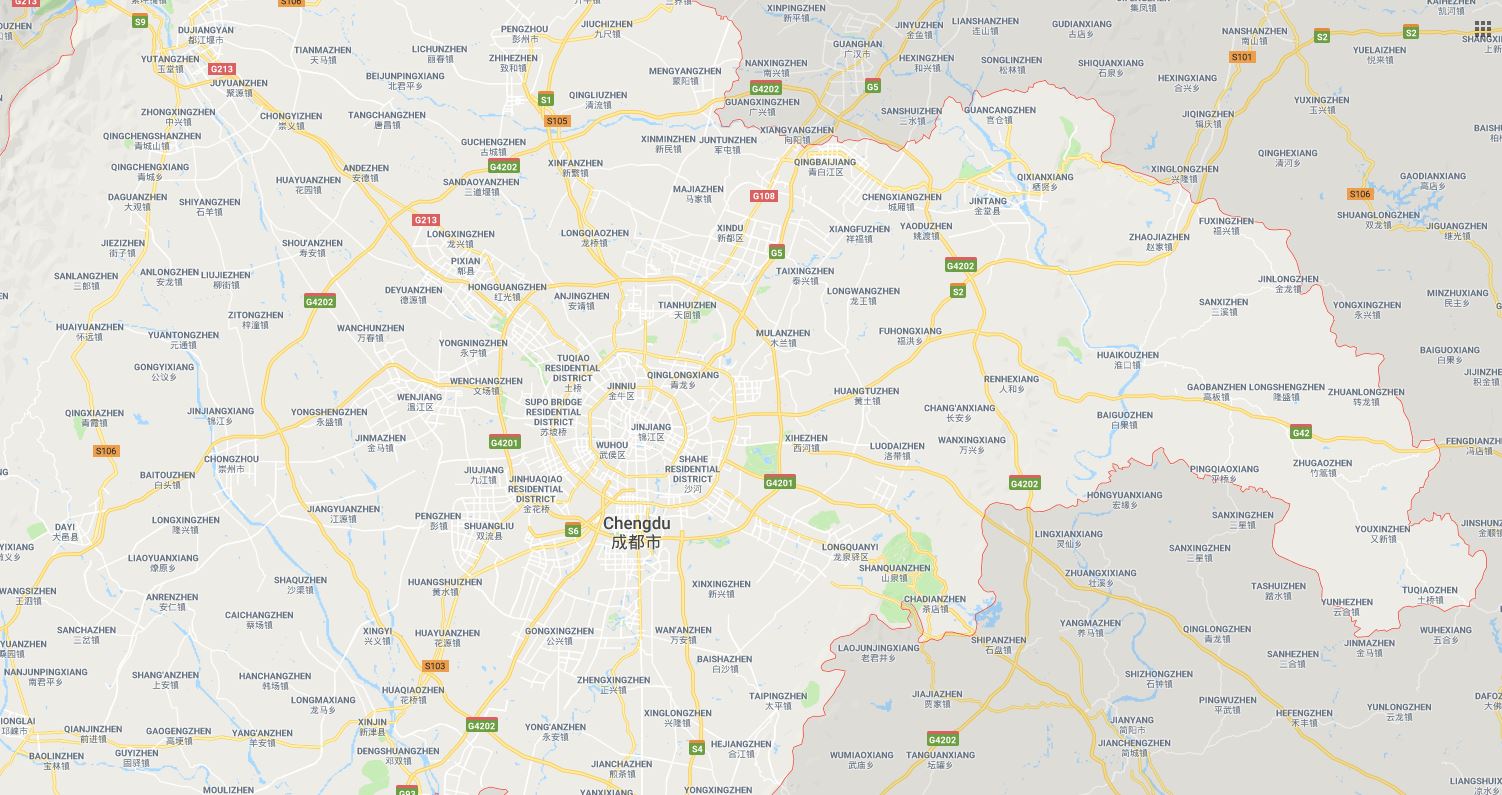 G213
S106
XINPINGZHEN
新平镇
集凤镇
凯河镇
S9
DUJIANGYAN
都江堰市
PENGZHOU
彭州市
JIUCHIZHEN
九尺镇
JINYUZHEN
金鱼镇
LIANSHANZHEN
连山镇
GUDIANXIANG
古店乡
NANSHANZHEN
南山镇
S2
S2
YUTANGZHEN
玉堂镇
G213
TIANMAZHEN
天马镇
LICHUNZHEN
丽春镇
ZHIHEZHEN
致和镇
GUANGHAN
广汉市
HEXINGZHEN
和兴镇
SONGLINZHEN
松林镇
SHIQUANXIANG
石泉乡
S101
YUELAIZHEN
悦来镇
JUYUANZHEN
聚源镇
BEIJUNPINGXIANG
北君平乡
MENGYANGZHEN
蒙阳镇
NANXINGZHEN
南兴镇
G4202
G5
HEXINGXIANG
合兴乡
ZHONGXINGZHEN
中兴镇
CHONGYIZHEN
崇义镇
TANGCHANGZHEN
唐昌镇
S1
S105
QINGLIUZHEN
清流镇
GUANGXINGZHEN
广兴镇
SANSHUIZHEN
三水镇
GUANCANGZHEN
官仓镇
JIQINGZHEN
辑庆镇
YUXINGZHEN
玉兴镇
QINGCHENGSHANZHEN
青城山镇
GUCHENGZHEN
古城镇
XINMINZHEN
新民镇
JUNTUNZHEN
军屯镇
XIANGYANGZHEN
向阳镇
QINGCHENGXIANG
青城乡
ANDEZHEN
安德镇
G4202
XINFANZHEN
新繁镇
QINGBAIJIANG
青白江区
QIXIANXIANG
栖贤乡
XINGLONGZHEN
兴隆镇
QINGHEXIANG
清河乡
HUAYUANZHEN
花园镇
SANDAOYANZHEN
三道堰镇
MAJIAZHEN
马家镇
G108
CHENGXIANGZHEN
城厢镇
JINTANG
金堂县
S106
GAODIANXIANG
高店乡
DAGUANZHEN
大观镇
SHIYANGZHEN
石羊镇
G213
SHUANGLONGZHEN
双龙镇
LONGXINGZHEN
龙兴镇
LONGQIAOZHEN
龙桥镇
XINDU
新都区
XIANGFUZHEN
祥福镇
YAODUZHEN
姚渡镇
FUXINGZHEN
福兴镇
JIGUANGZHEN
继光镇
JIEZIZHEN
街子镇
SHOU'ANZHEN
寿安镇
G5
ZHAOJIAZHEN
赵家镇
PIXIAN
郫县
TAIXINGZHEN
泰兴镇
G4202
SANLANGZHEN
三郎镇
ANLONGZHEN
安龙镇
LIUJIEZHEN
柳街镇
DEYUANZHEN
德源镇
HONGGUANGZHEN
红光镇
ANJINGZHEN
安靖镇
LONGWANGZHEN
龙王镇
S2
JINLONGZHEN
金龙镇
G4202
TIANHUIZHEN
天回镇
SANXIZHEN
三溪镇
YONGXINGZHEN
永兴镇
MINZHUXIANG
民主乡
HUAIYUANZHEN
怀远镇
YUANTONGZHEN
元通镇
ZITONGZHEN
梓潼镇
WANCHUNZHEN
万春镇
YONGNINGZHEN
永宁镇
MULANZHEN
木兰镇
FUHONGXIANG
福洪乡
HUAIKOUZHEN
淮口镇
BAIGUOXIANG
白果乡
GONGYIXIANG
公议乡
WENCHANGZHEN
文场镇
TUQIAO
RESIDENTIAL
DISTRICT
土桥
QINGLONGXIANG
青龙乡
RENHEXIANG
人和乡
JIJINZHEN
积金镇
WENJIANG
温江区
JINNIU
金牛区
HUANGTUZHEN
黄土镇
GAOBANZHEN
高板镇
LONGSHENGZHEN
隆盛镇
ZHUANLONGZHEN
转龙镇
QINGXIAZHEN
青霞镇
JINJIANGXIANG
锦江乡
YONGSHENGZHEN
永盛镇
SUPO BRIDGE
RESIDENTIAL
DISTRICT
苏坡桥
CHANG'ANXIANG
长安乡
BAIGUOZHEN
白果镇
JINJIANG
锦江区
G42
S106
JINMAZHEN
金马镇
G4201
WUHOU
武侯区
XIHEZHEN
西河镇
LUODAIZHEN
洛带镇
WANXINGXIANG
万兴乡
FENGDIANZHEN
冯店镇
CHONGZHOU
崇州市
BAITOUZHEN
白头镇
JIUJIANG
RESIDENTIAL
DISTRICT
九江
JINHUAQIAO
RESIDENTIAL
DISTRICT
金花桥
SHAHE
RESIDENTIAL
DISTRICT
沙河
G4201
G4202
PINGQIAOXIANG
平桥乡
ZHUGAOZHEN
竹篙镇
HONGYUANXIANG
宏缘乡
JIANGYUANZHEN
江源镇
PENGZHEN
彭镇
LONGXINGZHEN
隆兴镇
DAYI
大邑县
SHUANGLIU
双流县
S6
Chengdu
成都市
SANXINGZHEN
三星镇
YOUXINZHEN
又新镇
LINGXIANXIANG
灵仙乡
LONGQUANYI
龙泉驿区
SANXINGZHEN
三星镇
LIAOYUANXIANG
燎原乡
SHANQUANZHEN
山泉镇
ZHUANGXIXIANG
壮溪乡
SHAQUZHEN
沙渠镇
HUANGSHUIZHEN
黄水镇
XINXINGZHEN
新兴镇
TASHUIZHEN
踏水镇
TUQIAOZHEN
土桥镇
ANRENZHEN
安仁镇
CHADIANZHEN
茶店镇
YUNHEZHEN
云合镇
CAICHANGZHEN
蔡场镇
SANCHAZHEN
三岔镇
XINGYI
兴义镇
HUAYUANZHEN
花源镇
GONGXINGZHEN
公兴镇
WAN'ANZHEN
万安镇
YANGMAZHEN
养马镇
QINGLONGZHEN
青龙镇
WUHEXIANG
五合乡
SHIPANZHEN
石盘镇
LAOJUNJINGXIANG
老君井乡
JINMAZHEN
金马镇
BAISHAZHEN
白沙镇
SANHEZHEN
三合镇
S103
NANJUNPINGXIANG
南君平乡
SHANG'ANZHEN
上安镇
HANCHANGZHEN
韩场镇
ZHENGXINGZHEN
正兴镇
SHIZHONGZHEN
石钟镇
HUAQIAOZHEN
花桥镇
TAIPINGZHEN
太平镇
JIAJIAZHEN
贾家镇
PINGWUZHEN
平武镇
LONGMAXIANG
龙马乡
YUNLONGZHEN
云龙镇
XINJIN
新津县
G4202
XINGLONGZHEN
兴隆镇
HEFENGZHEN
禾丰镇
JIANYANG
简阳市
QIANJINZHEN
前进镇
GAOGENGZHEN
高埂镇
YANG'ANZHEN
羊安镇
YONG'ANZHEN
永安镇
G4202
JIANCHENGZHEN
简城镇
S4
HEJIANGZHEN
合江镇
DENGSHUANGZHEN
邓双镇
BAOLINZHEN
宝林镇
GUYIZHEN
固驿镇
WUMIAOXIANG
武庙乡
TANGUANXIANG
坛罐乡
JIANCHAZHEN
煎茶镇
MOULIZHEN
G93
YANXIXIANG
YONGXINGZHEN